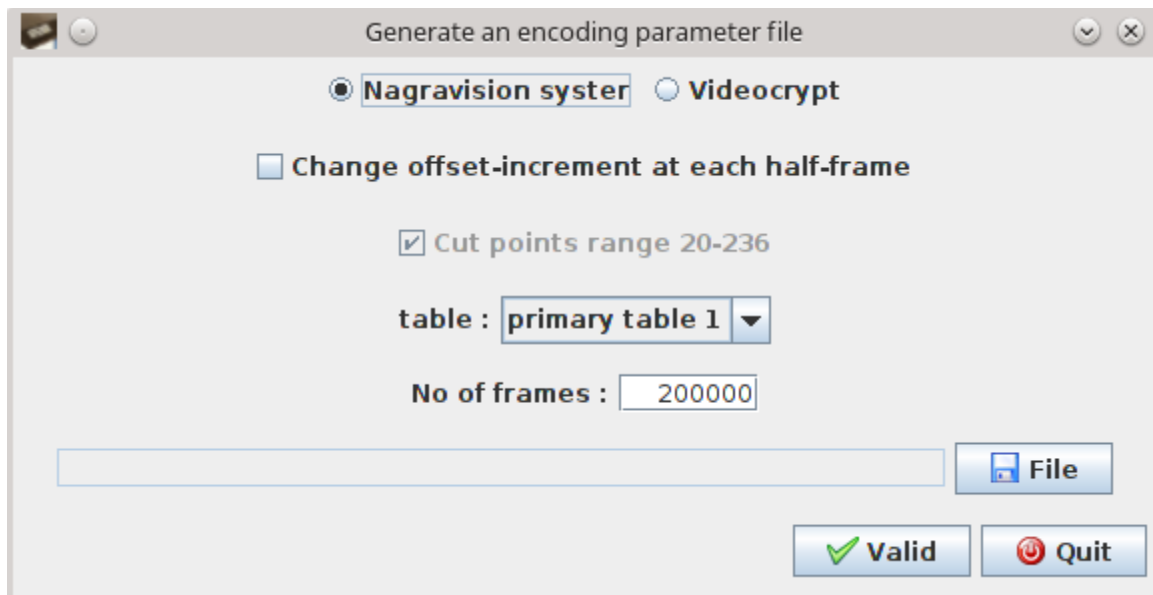 Generate an encoding parameter file
Nagravision syster Videocrypt
Change offset-increment at each half-frame
Cut points range 20-236
table : primary table 1
No of frames : 200000
File
Valid Quit